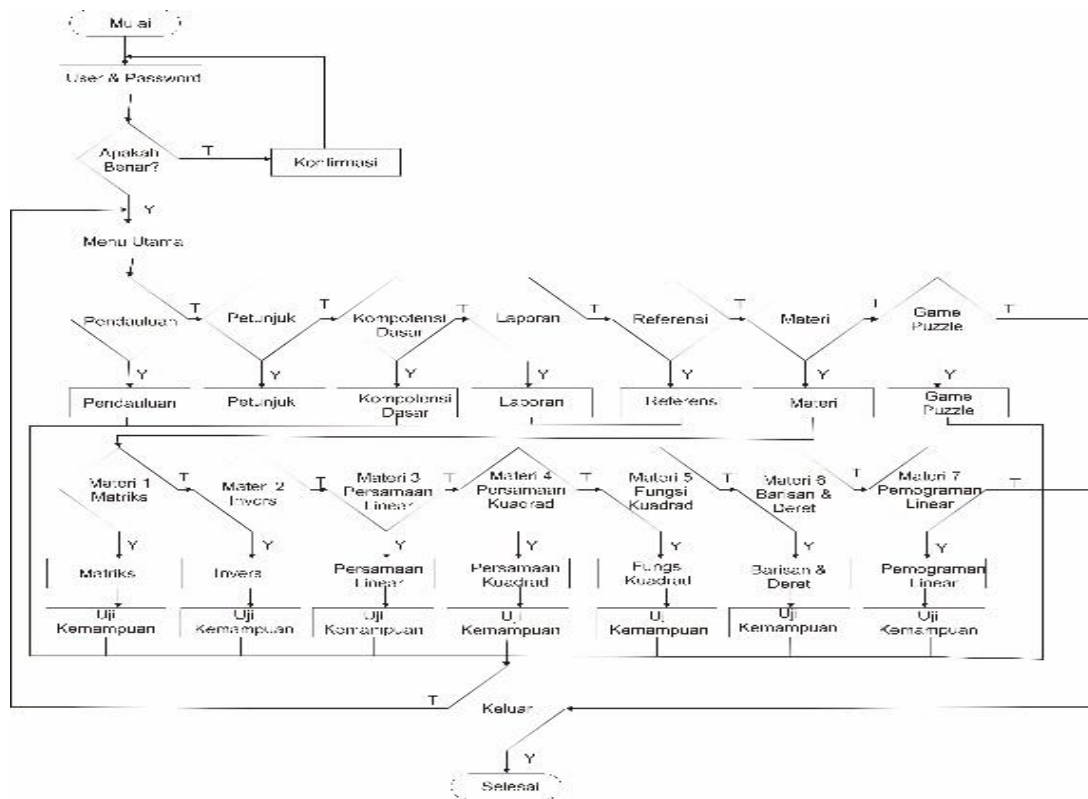 Mulai
User & Password
Apakah
Benar?
T
Konfirmasi
Y
Menu Utama
Pendauluan
T
Petunjuk
T
Kompotensi
Dasar
T
Laporan
T
Referensi
T
Materi
T
Game
Puzzle
T
Y
Y
Y
Y
Y
Y
Y
Pendauluan
Petunjuk
Kompotensi
Dasar
Laporan
Referensi
Materi
Game
Puzzle
Materi 1
Matriks
T
Materi 2
Invers
T
Materi 3
Persamaan
Linear
T
Materi 4
Persamaan
Kuadrad
T
Materi 5
Fungsi
Kuadrad
T
Materi 6
Barisan &
Deret
T
Materi 7
Pemograman
Linear
T
Y
Y
Y
Y
Y
Y
Y
Matriks
Invers
Persamaan
Linear
Persamaan
Kuadrad
Fungsi
Kuadrad
Barisan &
Deret
Pemograman
Linear
Uji
Kemampuan
Uji
Kemampuan
Uji
Kemampuan
Uji
Kemampuan
Uji
Kemampuan
Uji
Kemampuan
Uji
Kemampuan
T
Keluar
Y
Selesai